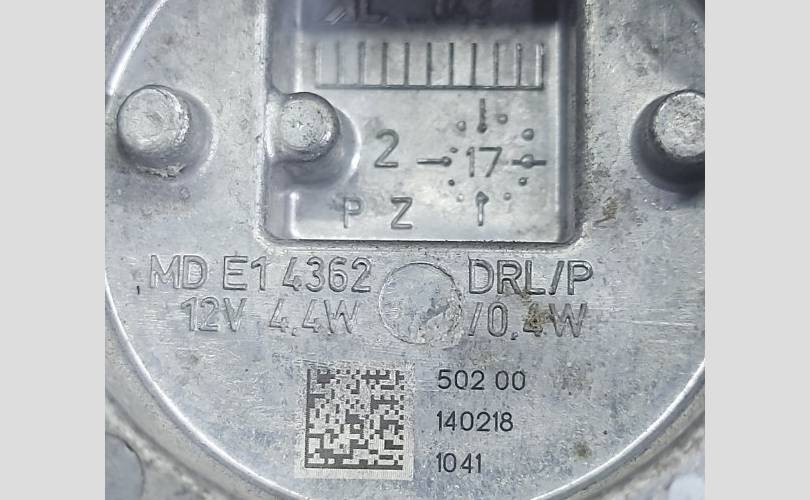 2 17
P Z
MD E1 4362 DRL/P
12V 4,4W /0,4W
502 00
140218
1041